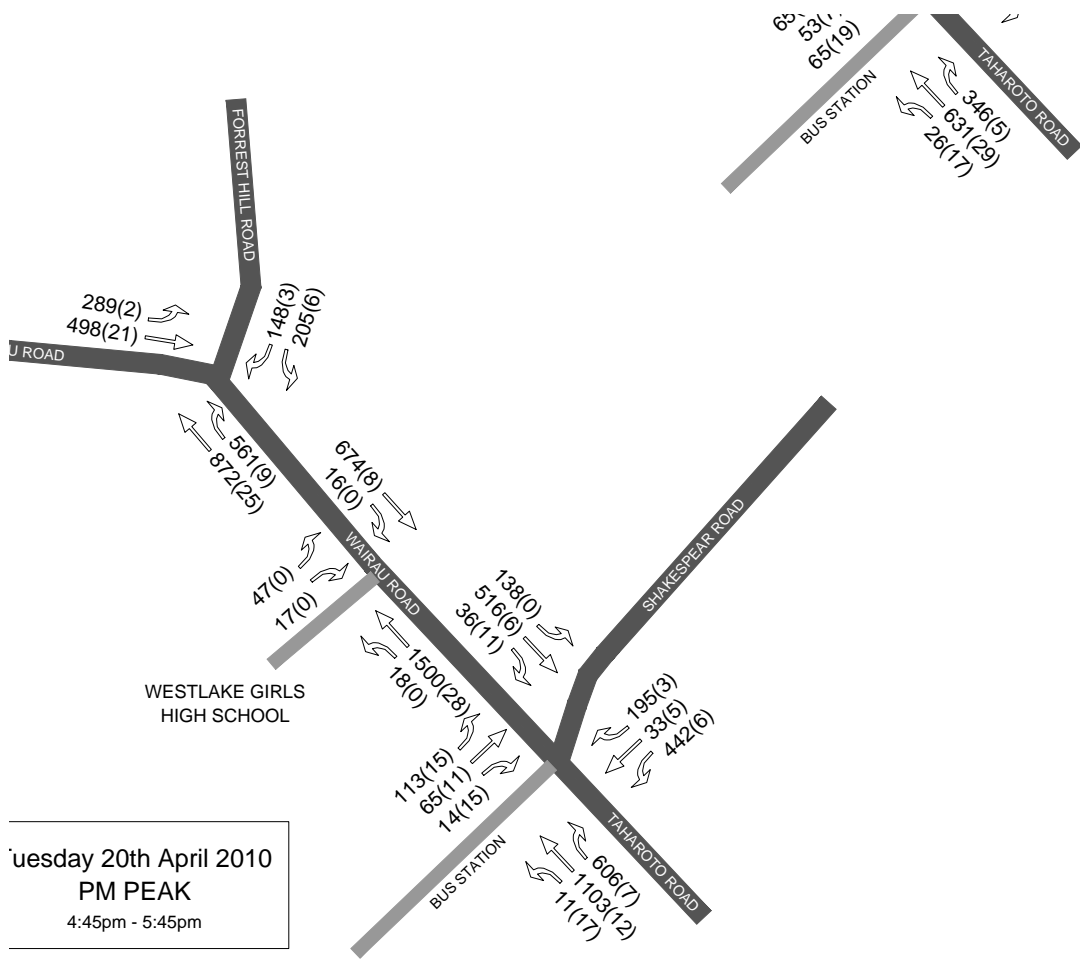 65(19)
BUS STATION
TAHAROTO ROAD
346(5)
631(29)
26(17)
FORREST HILL ROAD
289(2)
498(21)
148(3)
205(6)
U ROAD
561(9)
872(25)
674(8)
16(0)
WAIRAU ROAD
47(0)
17(0)
1500(28)
18(0)
WESTLAKE GIRLS
HIGH SCHOOL
138(0)
516(6)
36(11)
SHAKESPEAR ROAD
195(3)
33(5)
442(6)
113(15)
65(11)
14(15)
BUS STATION
TAHAROTO ROAD
606(7)
1103(12)
11(17)
Tuesday 20th April 2010
PM PEAK
4:45pm - 5:45pm